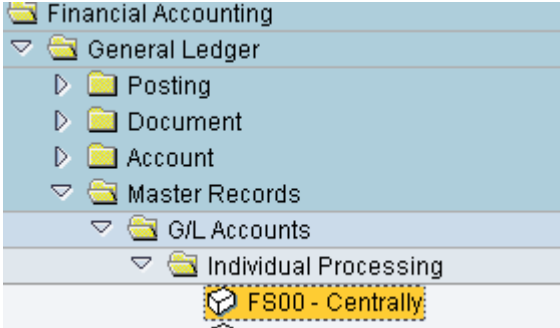 Financial Accounting
General Ledger
Posting
Document
Account
Master Records
G/L Accounts
Individual Processing
FS00 - Centrally